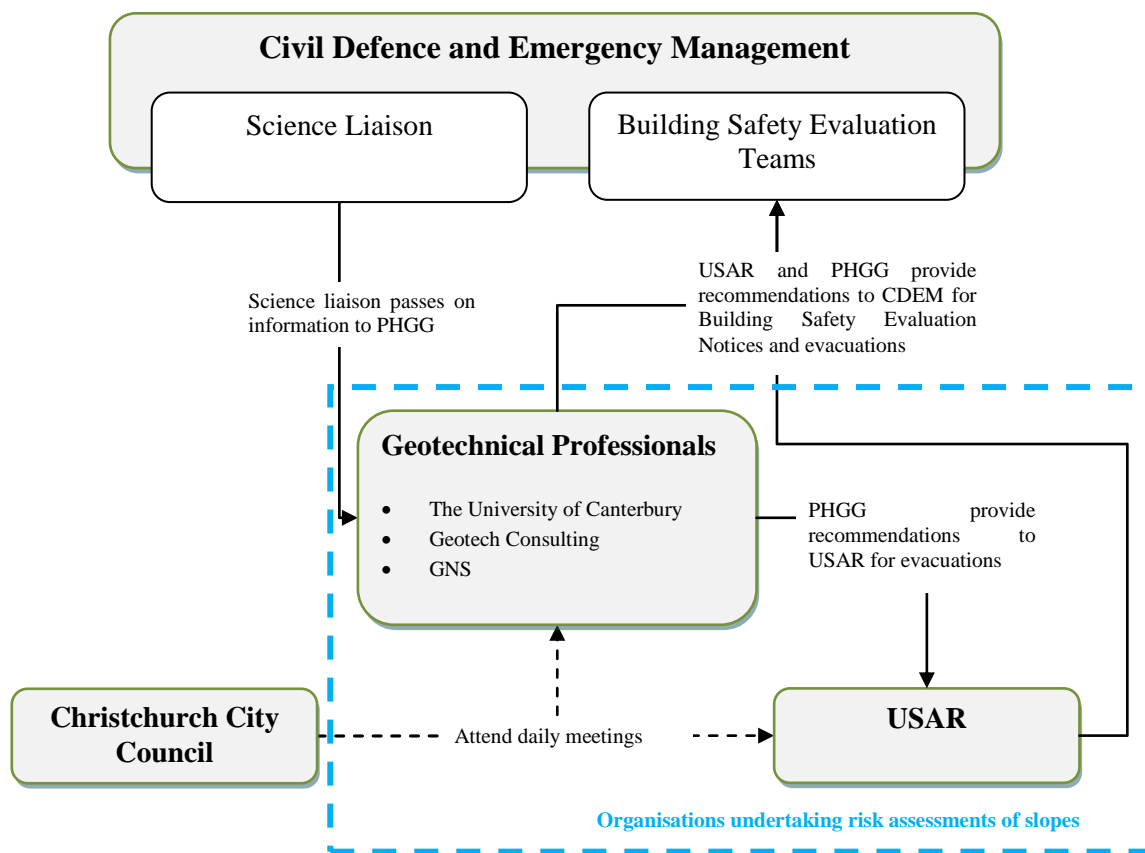 Civil Defence and Emergency Management
Science Liaison
Building Safety Evaluation
Teams
Science liaison passes on
information to PHGG
USAR and PHGG provide
recommendations to CDEM for
Building Safety Evaluation
Notices and evacuations
Geotechnical Professionals
• The University of Canterbury
• Geotech Consulting
• GNS
PHGG provide
recommendations to
USAR for evacuations
Christchurch City
Council
Attend daily meetings
USAR
Organisations undertaking risk assessments of slopes